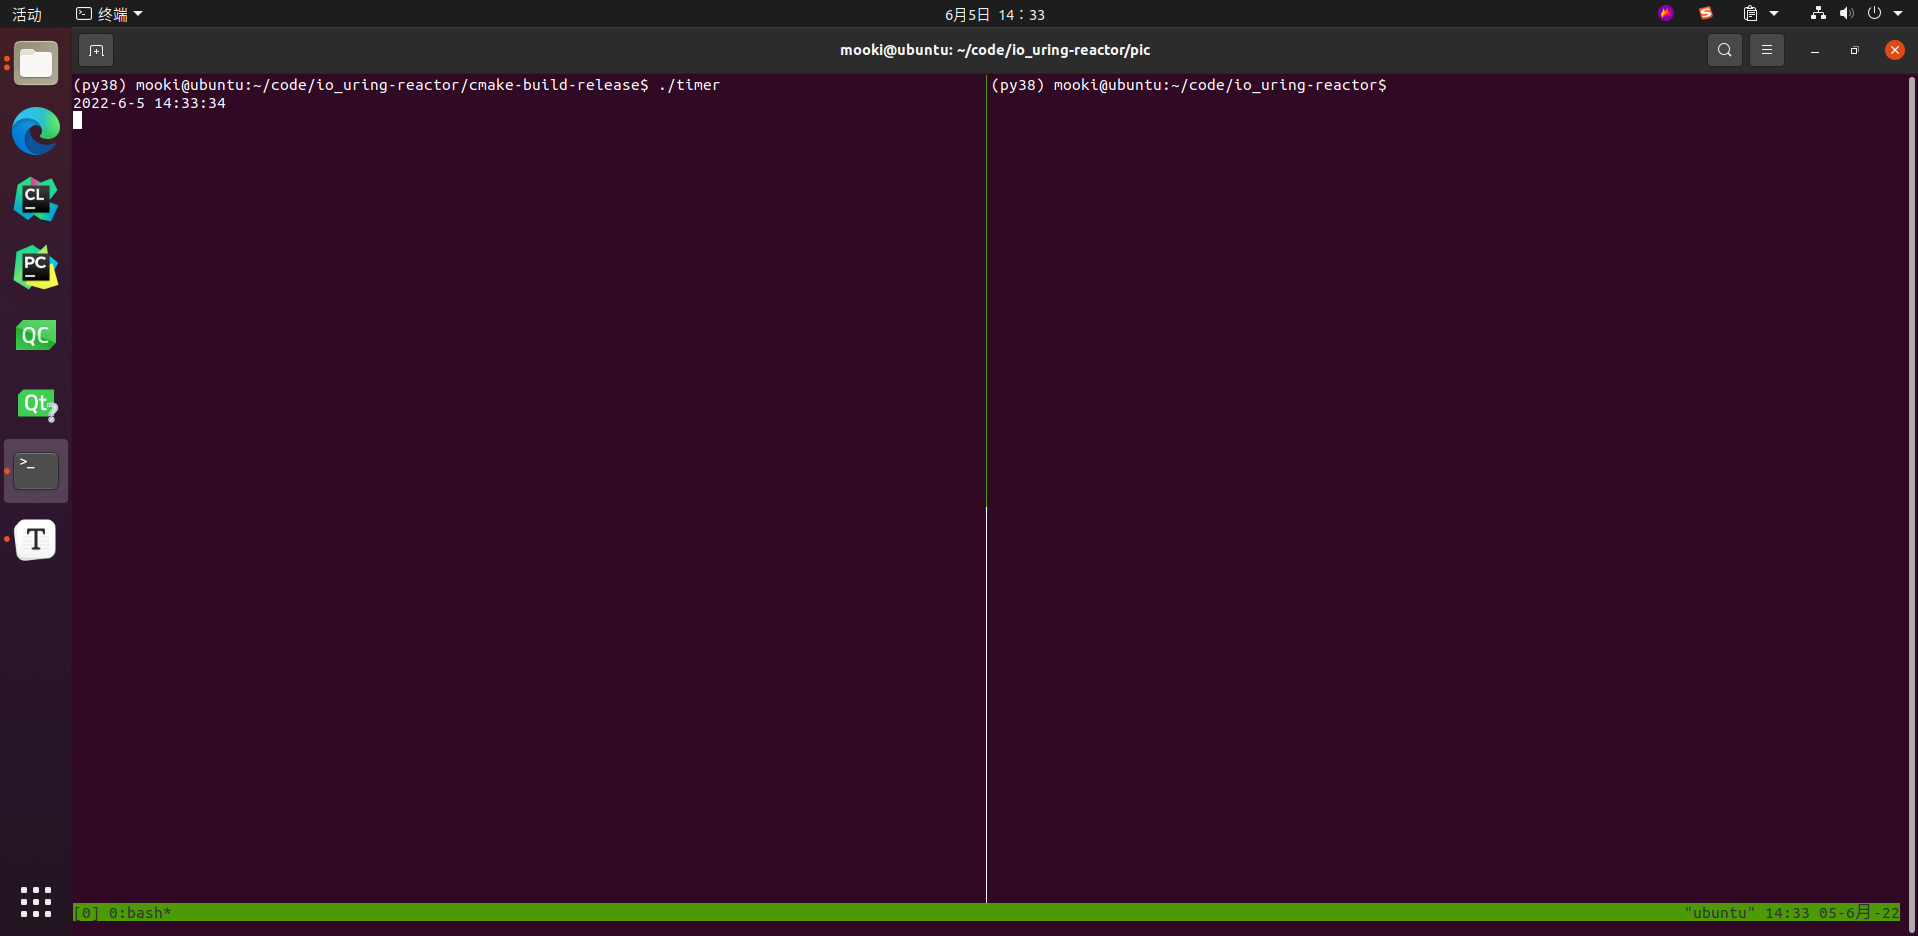 活动 终端 6月5日 14：33
mooki@ubuntu: ~/code/io_uring-reactor/pic
(py38) mooki@ubuntu:~/code/io_uring-reactor/cmake-build-release$ ./timer
2022-6-5 14:33:34
(py38) mooki@ubuntu:~/code/io_uring-reactor$
CL
PC
QC
Qt
?
>_
T
[0] 0:bash*
"ubuntu" 14:33 05-6月-22